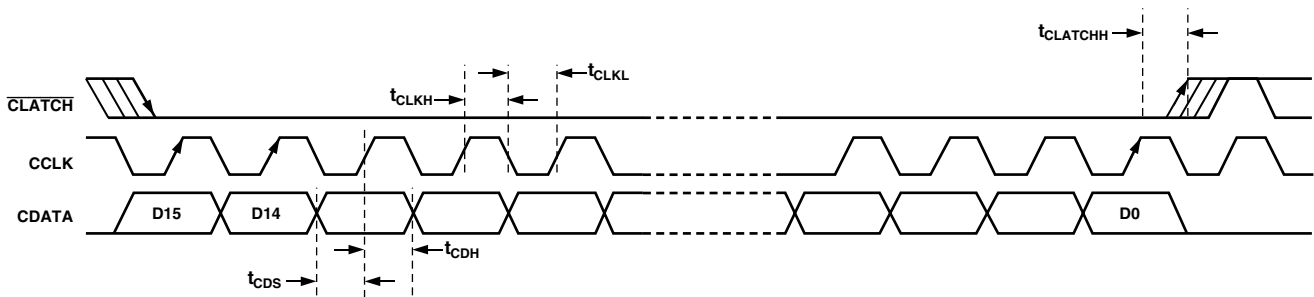 tCLATCHH
tCLKL
tCLKH
CLATCH
CCLK
CDATA
D15
D14
D0
tCDH
tCDS